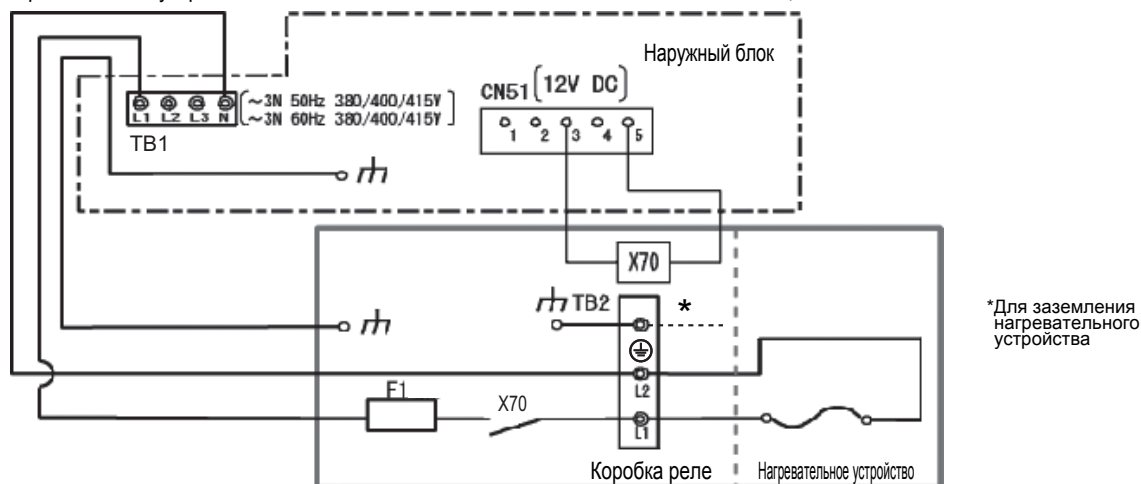 Наружный блок
CN51 (12V DC)
L1 L2 L3 N
~3N 50Hz 380/400/415V
~3N 60Hz 380/400/415V
TB1
1 2 3 4 5
X70
TB2
*
*Для заземления
нагревательного
устройства
L2
F1
X70
L1
Коробка реле
Нагревательное устройство